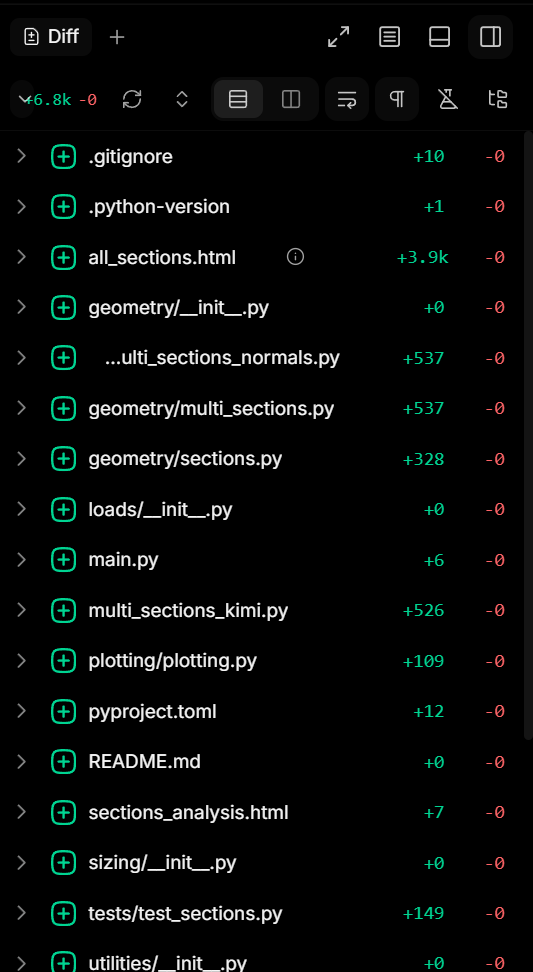 Diff
+6.8k -0
.gitignore +10 -0
.python-version +1 -0
all_sections.html +3.9k -0
geometry/__init__.py +0 -0
...ulti_sections_normals.py +537 -0
geometry/multi_sections.py +537 -0
geometry/sections.py +328 -0
loads/__init__.py +0 -0
main.py +6 -0
multi_sections_kimi.py +526 -0
plotting/plotting.py +109 -0
pyproject.toml +12 -0
README.md +0 -0
sections_analysis.html +7 -0
sizing/__init__.py +0 -0
tests/test_sections.py +149 -0
utilities/__init__.py +0 -0